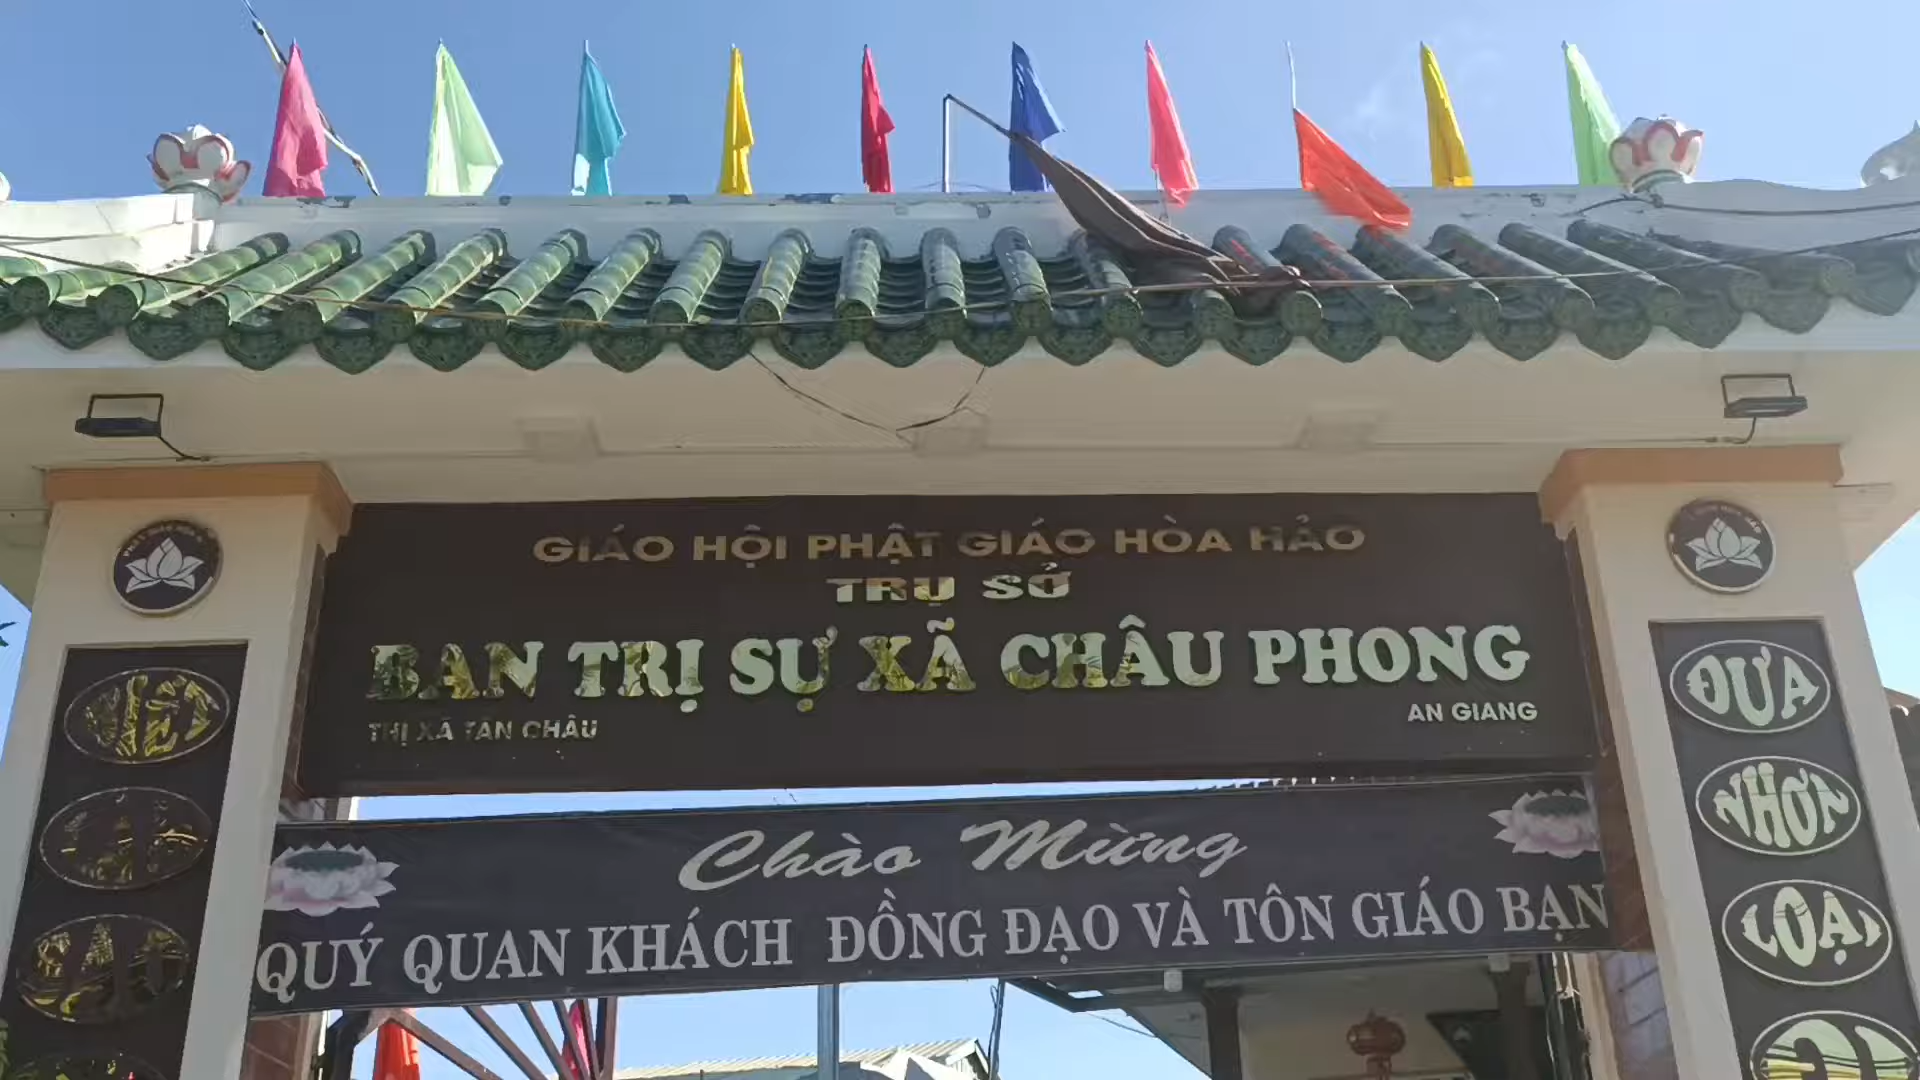 GIÁO HỘI PHẬT GIÁO HÒA HẢO
TRỤ SỞ
BAN TRỊ SỰ XÃ CHÂU PHONG
THỊ XÃ TÂN CHÂU
AN GIANG
Chào Mừng
QUÝ QUAN KHÁCH ĐỒNG ĐẠO VÀ TÔN GIÁO BẠN
ĐƯA
NHƠN
LOẠI